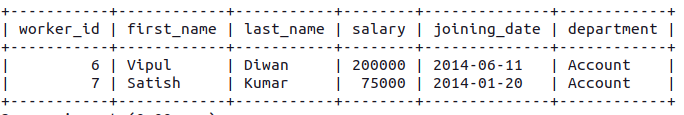 +-----------+------------+-----------+--------+--------------+------------+
| worker_id | first_name | last_name | salary | joining_date | department |
+-----------+------------+-----------+--------+--------------+------------+
|         6 | Vipul      | Diwan     | 200000 | 2014-06-11   | Account    |
|         7 | Satish     | Kumar     |  75000 | 2014-01-20   | Account    |
+-----------+------------+-----------+--------+--------------+------------+